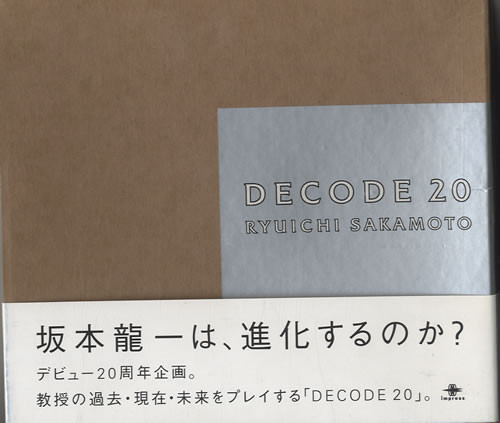 DECODE 20
RYUICHI SAKAMOTO
坂本龍一は、進化するのか?
デビュー20周年企画。
教授の過去・現在・未来をプレイする「DECODE 20」。
impress